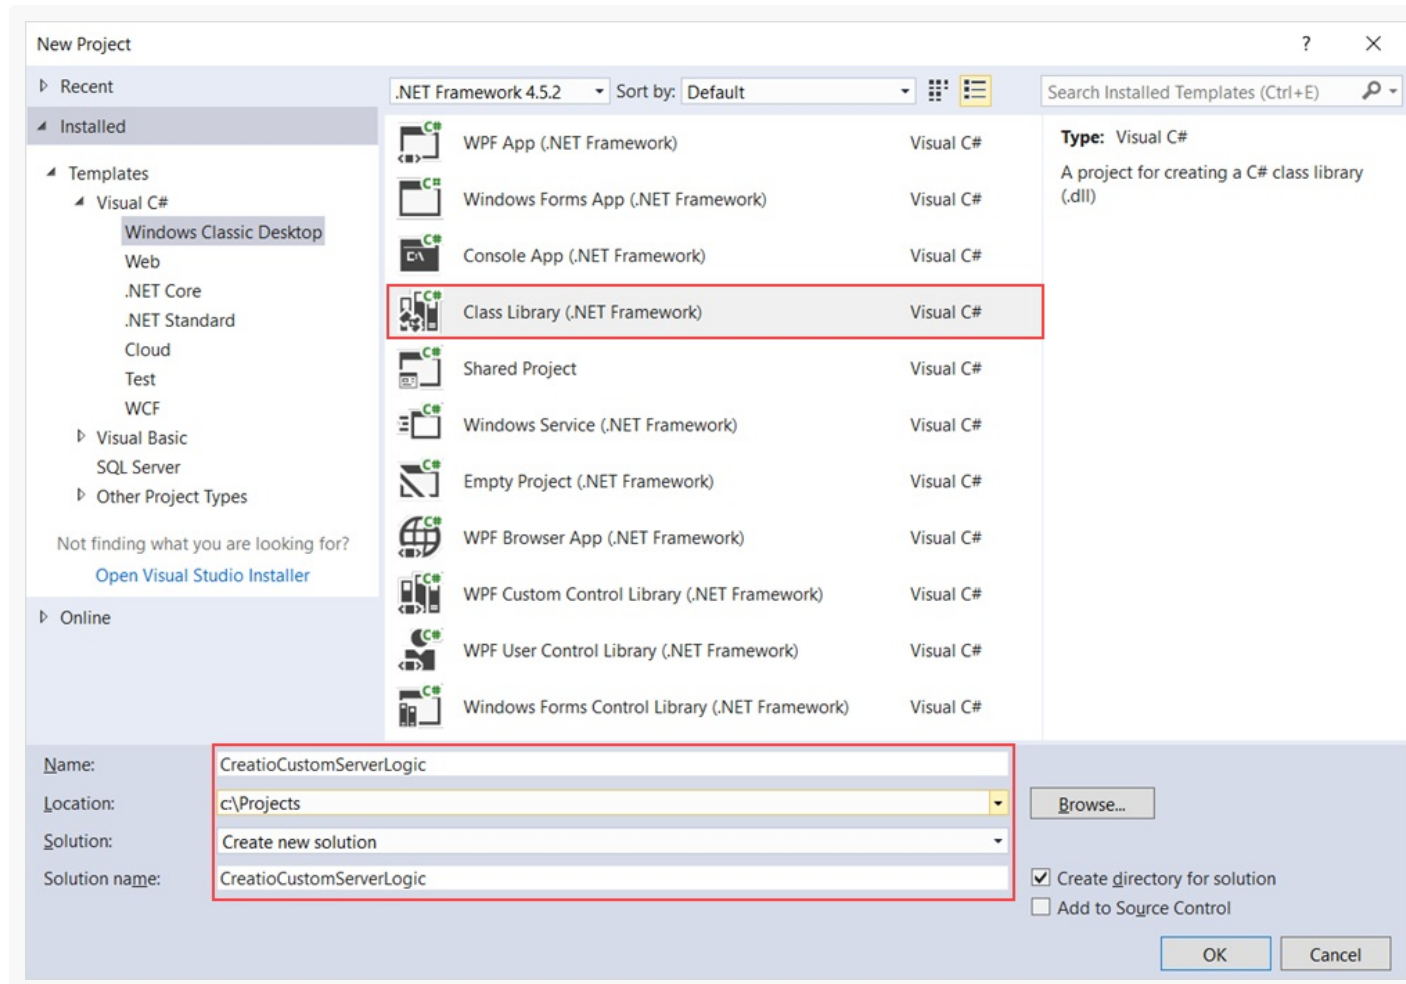 New Project ?
Recent
.NET Framework 4.5.2 Sort by: Default
Search Installed Templates (Ctrl+E)
Installed
Templates
Visual C#
Windows Classic Desktop
Web
.NET Core
.NET Standard
Cloud
Test
WCF
Visual Basic
SQL Server
Other Project Types
Not finding what you are looking for?
Open Visual Studio Installer
Online
C# WPF App (.NET Framework) Visual C#
C# Windows Forms App (.NET Framework) Visual C#
C# C:\ Console App (.NET Framework) Visual C#
C# Class Library (.NET Framework) Visual C#
C# Shared Project Visual C#
C# Windows Service (.NET Framework) Visual C#
C# Empty Project (.NET Framework) Visual C#
C# WPF Browser App (.NET Framework) Visual C#
C# WPF Custom Control Library (.NET Framework) Visual C#
C# WPF User Control Library (.NET Framework) Visual C#
C# Windows Forms Control Library (.NET Framework) Visual C#
Type: Visual C#
A project for creating a C# class library
(.dll)
Name: CreatioCustomServerLogic
Location: c:\Projects Browse...
Solution: Create new solution
Solution name: CreatioCustomServerLogic
Create directory for solution
Add to Source Control
OK Cancel